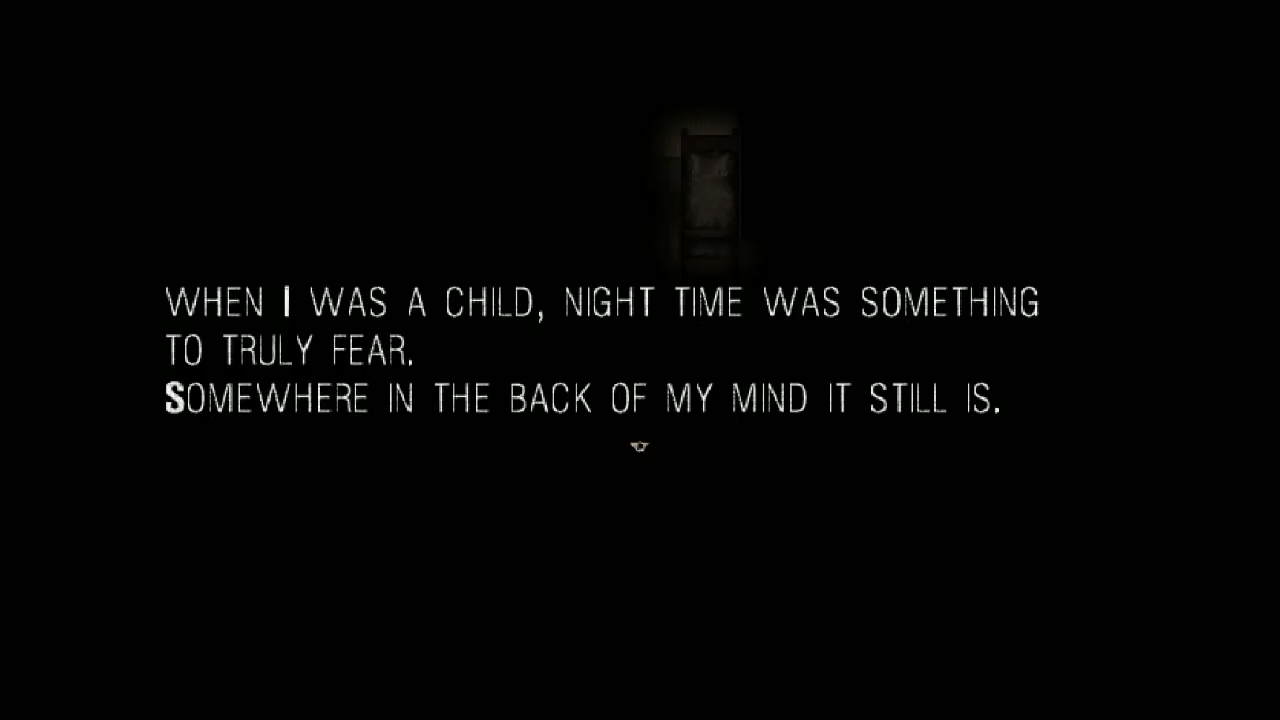 WHEN I WAS A CHILD, NIGHT TIME WAS SOMETHING
TO TRULY FEAR.
SOMEWHERE IN THE BACK OF MY MIND IT STILL IS.